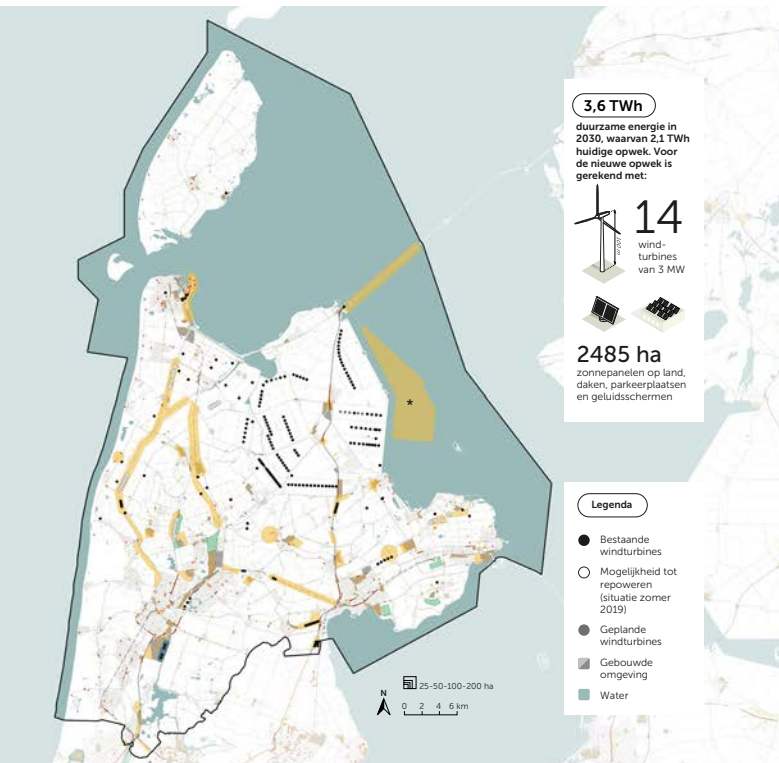 3,6 TWh
duurzame energie in
2030, waarvan 2,1 TWh
huidige opwek. Voor
de nieuwe opwek is
gerekend met:
14
wind-
turbines
van 3 MW
2485 ha
zonnepanelen op land,
daken, parkeerplaatsen
en geluidsschermen
*
Legenda
Bestaande
windturbines
Mogelijkheid tot
repoweren
(situatie zomer
2019)
Geplande
windturbines
Gebouwde
omgeving
Water
25-50-100-200 ha
N
0 2 4 6 km